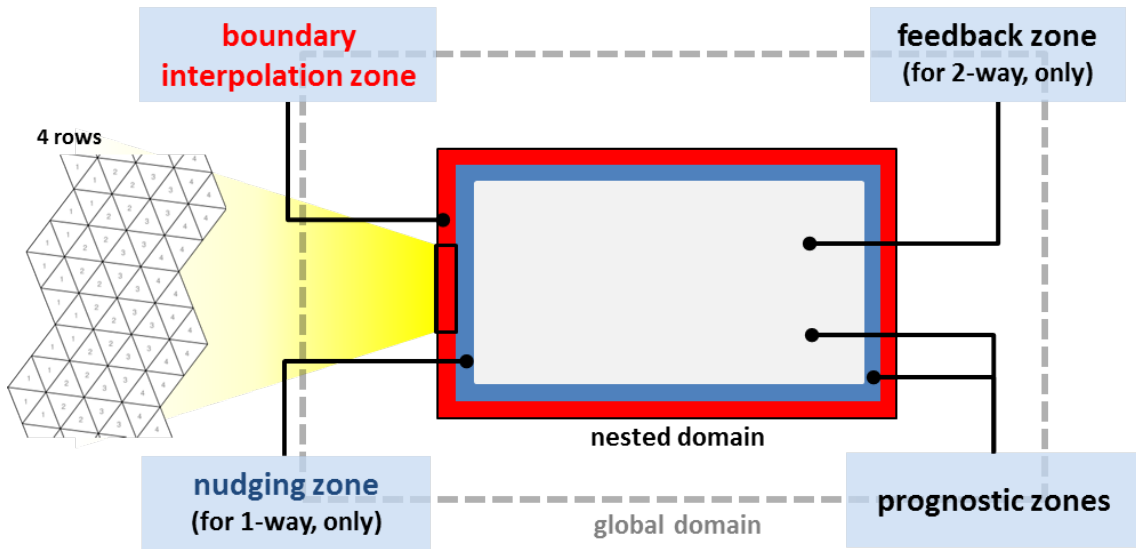 boundary
interpolation zone
feedback zone
(for 2-way, only)
4 rows
nested domain
nudging zone
(for 1-way, only)
prognostic zones
global domain